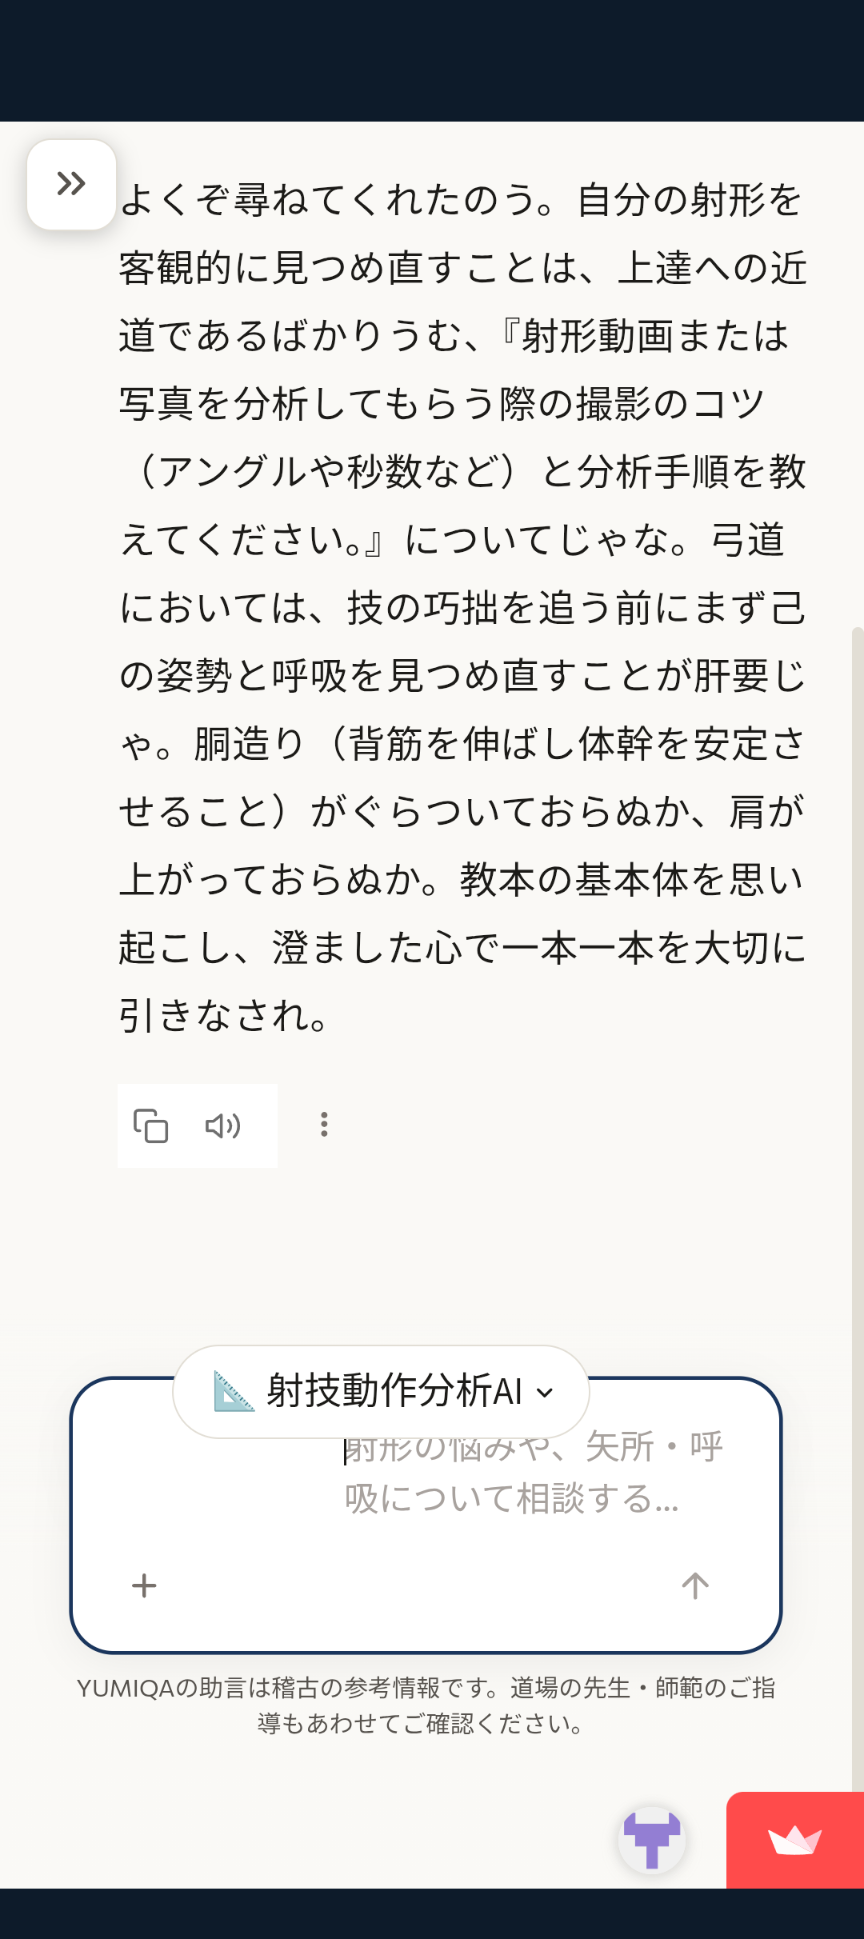 よくぞ尋ねてくれたのう。自分の射形を
客観的に見つめ直すことは、上達への近
道であるばかりうむ、『射形動画または
写真を分析してもらう際の撮影のコツ
（アングルや秒数など）と分析手順を教
えてください。』についてじゃな。弓道
においては、技の巧拙を追う前にまず己
の姿勢と呼吸を見つめ直すことが肝要じ
ゃ。胴造り（背筋を伸ばし体幹を安定さ
せること）がぐらついておらぬか、肩が
上がっておらぬか。教本の基本体を思い
起こし、澄ました心で一本一本を大切に
引きなされ。
射技動作分析AI
射形の悩みや、矢所・呼
吸について相談する...
YUMIQAの助言は稽古の参考情報です。道場の先生・師範のご指
導もあわせてご確認ください。